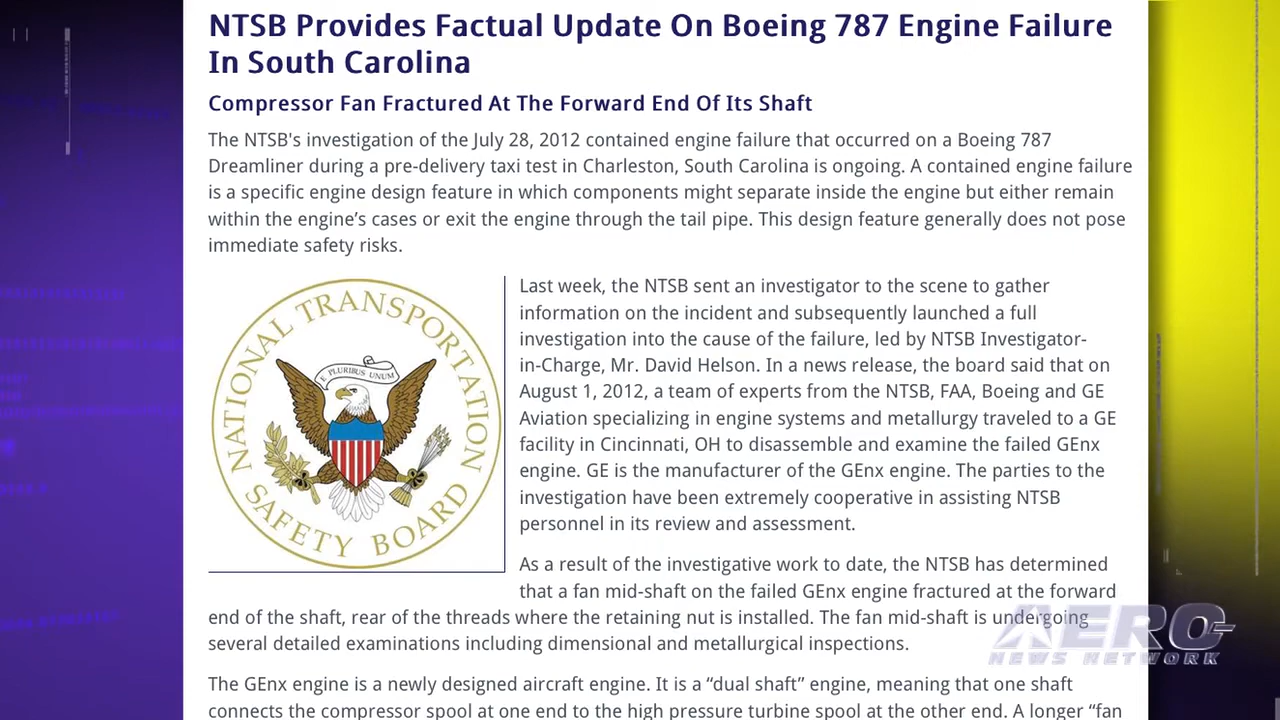 NTSB Provides Factual Update On Boeing 787 Engine Failure
In South Carolina
Compressor Fan Fractured At The Forward End Of Its Shaft
The NTSB's investigation of the July 28, 2012 contained engine failure that occurred on a Boeing 787
Dreamliner during a pre-delivery taxi test in Charleston, South Carolina is ongoing. A contained engine failure
is a specific engine design feature in which components might separate inside the engine but either remain
within the engine’s cases or exit the engine through the tail pipe. This design feature generally does not pose
immediate safety risks.
NATIONAL TRANSPORTATION
SAFETY BOARD
E PLURIBUS UNUM
Last week, the NTSB sent an investigator to the scene to gather
information on the incident and subsequently launched a full
investigation into the cause of the failure, led by NTSB Investigator-
in-Charge, Mr. David Helson. In a news release, the board said that on
August 1, 2012, a team of experts from the NTSB, FAA, Boeing and GE
Aviation specializing in engine systems and metallurgy traveled to a GE
facility in Cincinnati, OH to disassemble and examine the failed GEnx
engine. GE is the manufacturer of the GEnx engine. The parties to the
investigation have been extremely cooperative in assisting NTSB
personnel in its review and assessment.
As a result of the investigative work to date, the NTSB has determined
that a fan mid-shaft on the failed GEnx engine fractured at the forward
end of the shaft, rear of the threads where the retaining nut is installed. The fan mid-shaft is undergoing
several detailed examinations including dimensional and metallurgical inspections.
AERO
NEWS NETWORK
The GEnx engine is a newly designed aircraft engine. It is a “dual shaft” engine, meaning that one shaft
connects the compressor spool at one end to the high pressure turbine spool at the other end. A longer “fan